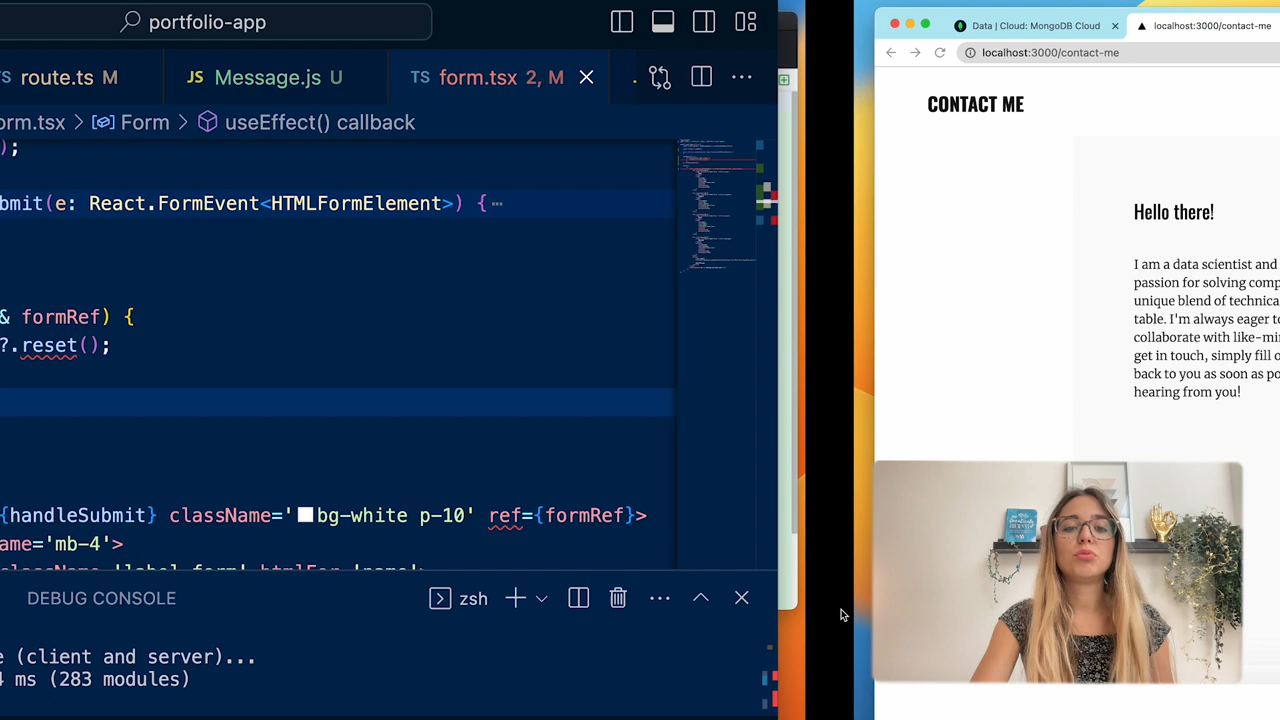 portfolio-app
TS route.ts M
JS Message.js U
TS form.tsx 2, M
orm.tsx > Form > useEffect() callback
);
bmit(e: React.FormEvent<HTMLFormElement>) {
& formRef) {
?.reset();
{handleSubmit} className='bg-white p-10' ref={formRef}>
ame='mb-4'>
DEBUG CONSOLE
zsh
e (client and server)...
4 ms (283 modules)
Data | Cloud: MongoDB Cloud
localhost:3000/contact-me
localhost:3000/contact-me
CONTACT ME
Hello there!
I am a data scientist and
passion for solving comp
unique blend of technica
table. I'm always eager to
collaborate with like-mi
get in touch, simply fill o
back to you as soon as po
hearing from you!